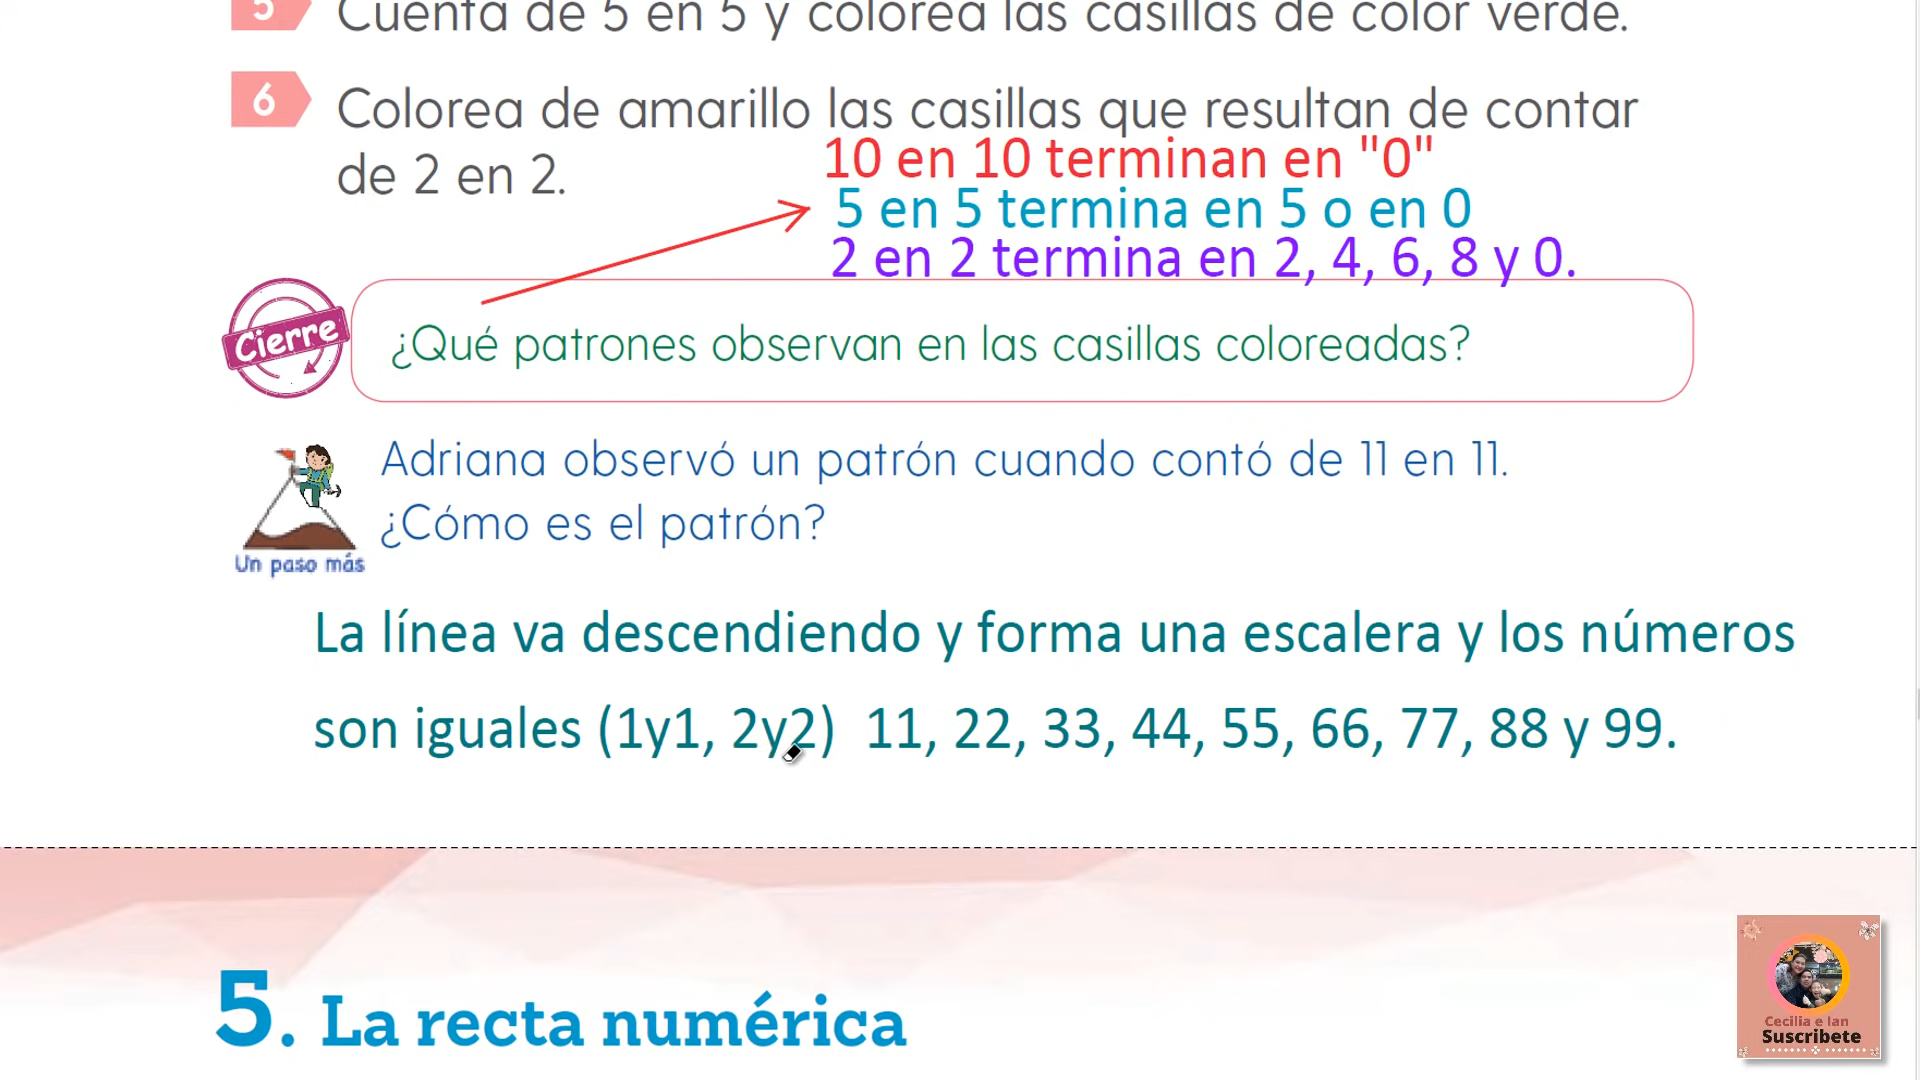 5 Cuenta de 5 en 5 y colorea las casillas de color verde.
6 Colorea de amarillo las casillas que resultan de contar
de 2 en 2.
10 en 10 terminan en "0"
5 en 5 termina en 5 o en 0
2 en 2 termina en 2, 4, 6, 8 y 0.
Cierre
¿Qué patrones observan en las casillas coloreadas?
Adriana observó un patrón cuando contó de 11 en 11.
¿Cómo es el patrón?
Un paso más
La línea va descendiendo y forma una escalera y los números
son iguales (1y1, 2y2) 11, 22, 33, 44, 55, 66, 77, 88 y 99.
5. La recta numérica
Cecilia e Ian
Suscribete